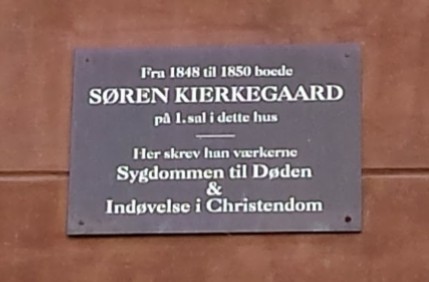 Fra 1848 til 1850 boede
SØREN KIERKEGAARD
på 1. sal i dette hus
Her skrev han værkerne
Sygdommen til Døden
&
Indøvelse i Christendom